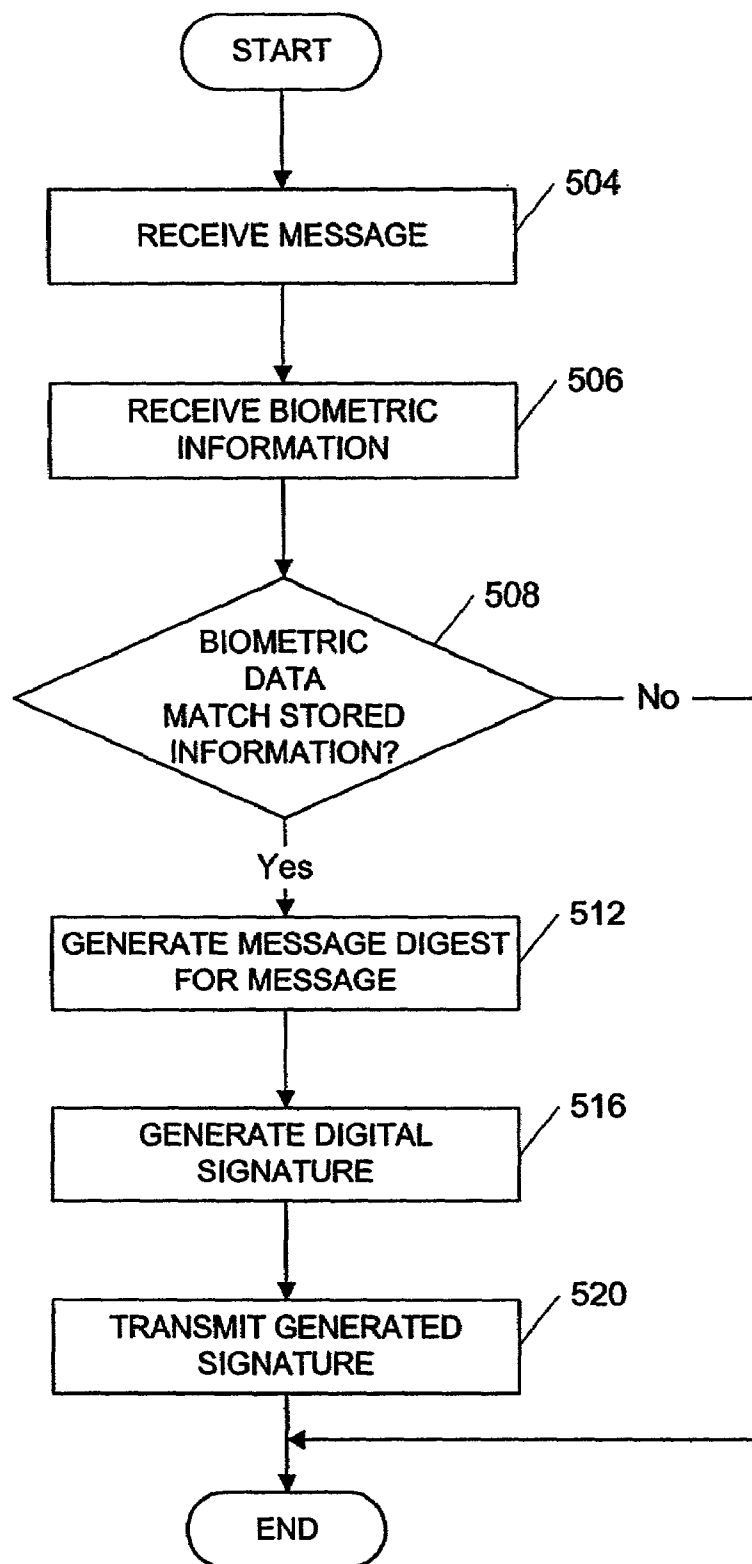 START
504
RECEIVE MESSAGE
506
RECEIVE BIOMETRIC
INFORMATION
508
BIOMETRIC
DATA
MATCH STORED
INFORMATION?
No
Yes
512
GENERATE MESSAGE DIGEST
FOR MESSAGE
516
GENERATE DIGITAL
SIGNATURE
520
TRANSMIT GENERATED
SIGNATURE
END